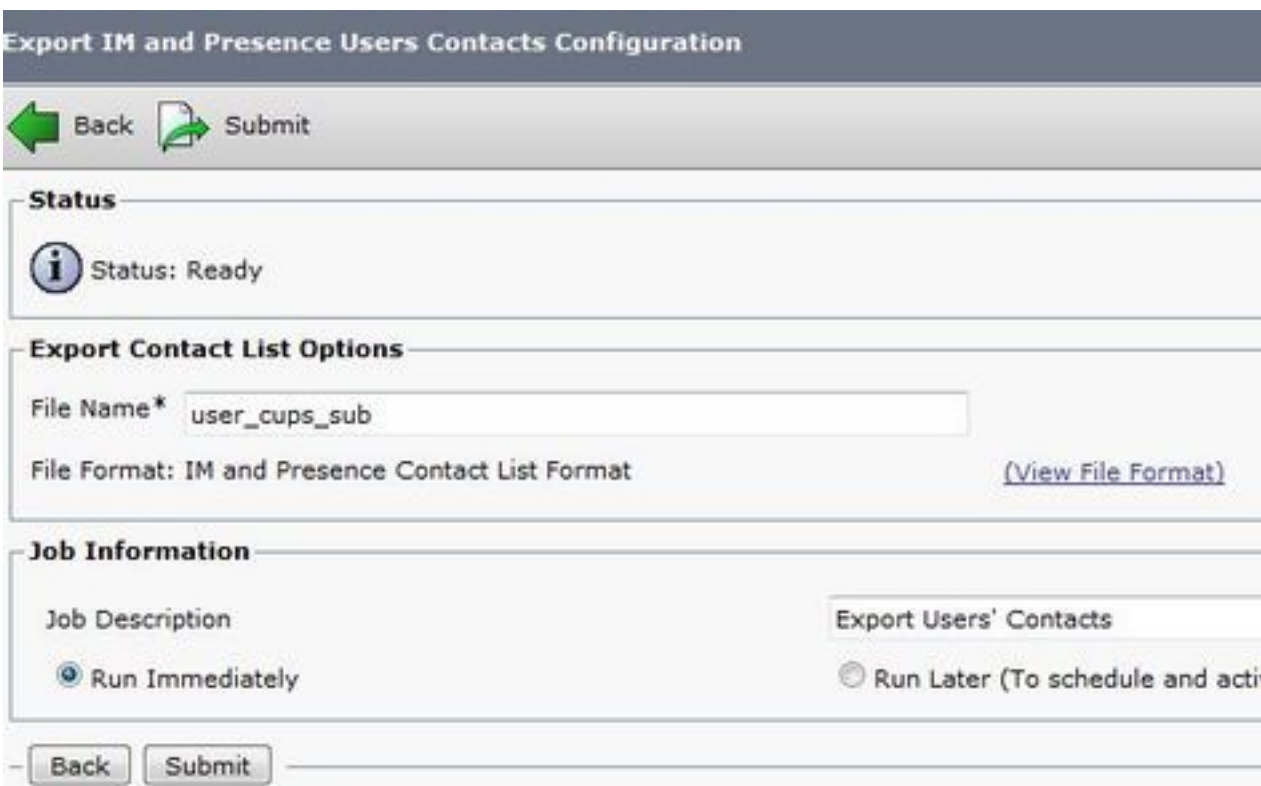 Export IM and Presence Users Contacts Configuration
Back Submit
Status
i Status: Ready
Export Contact List Options
File Name* user_cups_sub
File Format: IM and Presence Contact List Format (View File Format)
Job Information
Job Description Export Users' Contacts
Run Immediately Run Later (To schedule and acti
Back Submit